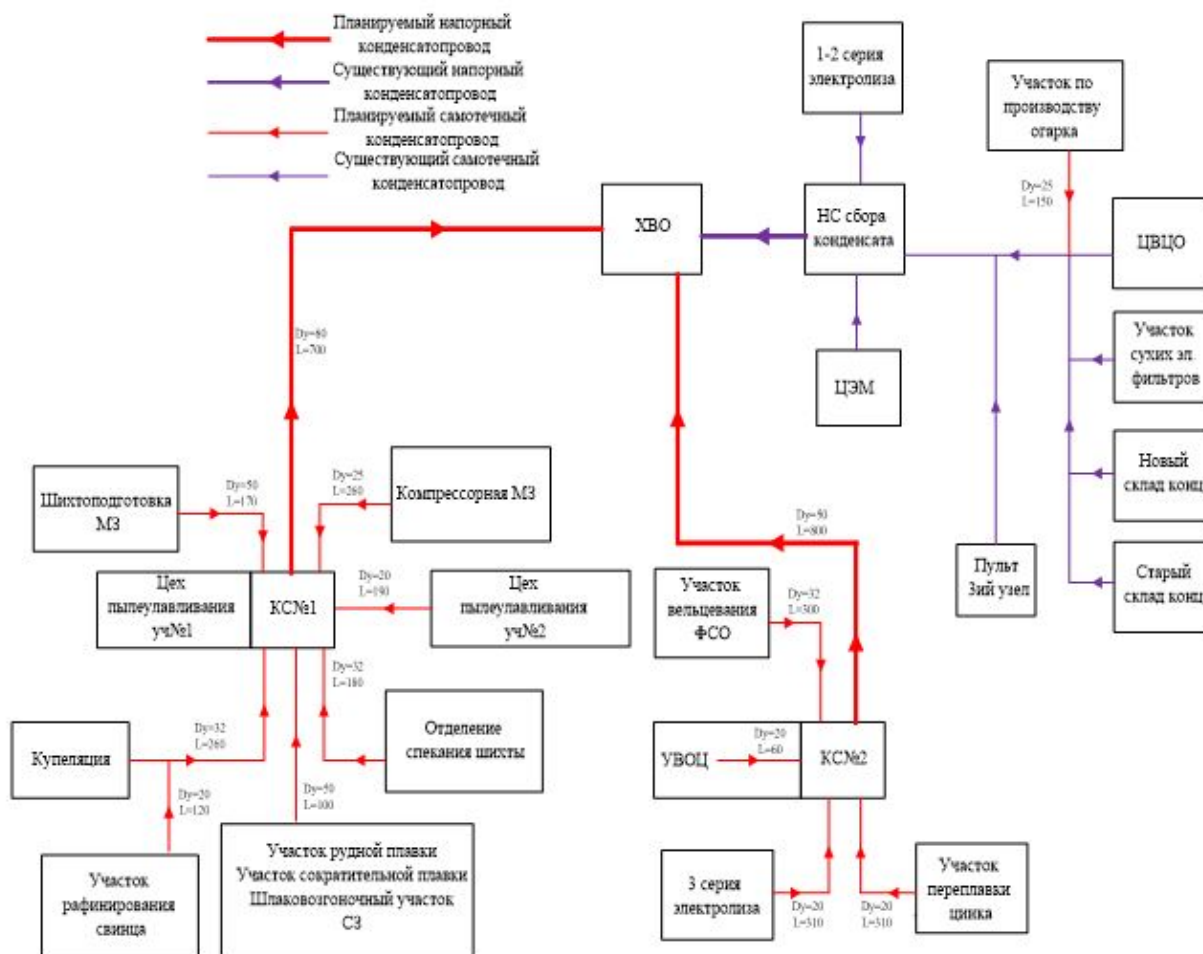 Планируемый напорный
конденсатопровод
Существующий напорный
конденсатопровод
Планируемый самотечный
конденсатопровод
Существующий самотечный
конденсатопровод
1-2 серия
электролиза
Участок по
производству
огарка
Dy=25
L=150
ХВО
НС сбора
конденсата
ЦВЦО
Dy=80
L=700
ЦЭМ
Участок
сухих эл.
фильтров
Шихтоподготовка
МЗ
Dy=50
L=170
Dy=25
L=260
Компрессорная МЗ
Новый
склад конц
Dy=50
L=800
Цех
пылеулавливания
уч№1
КС№1
Dy=20
L=190
Цех
пылеулавливания
уч№2
Участок
вельцевания
ФСО
Dy=32
L=300
Пульт
3ий узел
Старый
склад конц
Dy=32
L=180
Купеляция
Dy=32
L=260
Отделение
спекания шихты
УВОЦ
Dy=20
L=60
КС№2
Dy=20
L=120
Dy=50
L=100
Участок
рафинирования
свинца
Участок рудной плавки
Участок сократительной плавки
Шлаковозгоночный участок
СЗ
3 серия
электролиза
Dy=20
L=310
Dy=20
L=310
Участок
переплавки
цинка